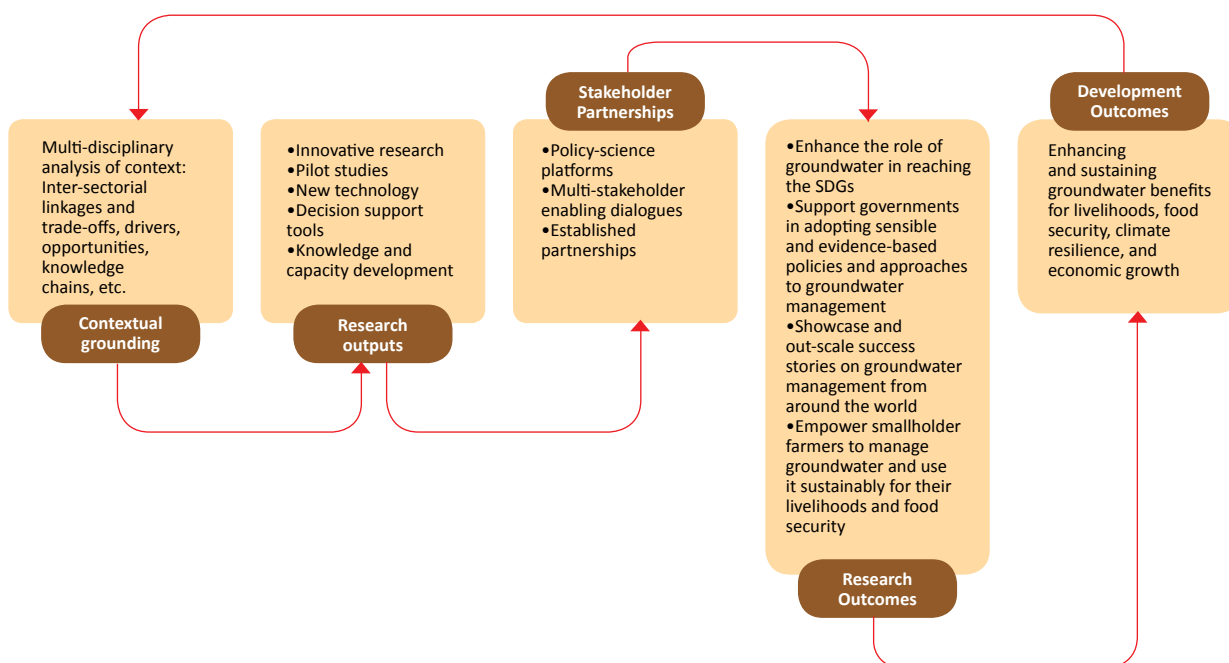 Multi-disciplinary
analysis of context:
Inter-sectorial
linkages and
trade-offs, drivers,
opportunities,
knowledge
chains, etc.
Contextual
grounding
•Innovative research
•Pilot studies
•New technology
•Decision support
tools
•Knowledge and
capacity development
Research
outputs
Stakeholder
Partnerships
•Policy-science
platforms
•Multi-stakeholder
enabling dialogues
•Established
partnerships
•Enhance the role of
groundwater in reaching
the SDGs
•Support governments
in adopting sensible
and evidence-based
policies and approaches
to groundwater
management
•Showcase and
out-scale success
stories on groundwater
management from
around the world
•Empower smallholder
farmers to manage
groundwater and use
it sustainably for their
livelihoods and food
security
Research
Outcomes
Development
Outcomes
Enhancing
and sustaining
groundwater benefits
for livelihoods, food
security, climate
resilience, and
economic growth